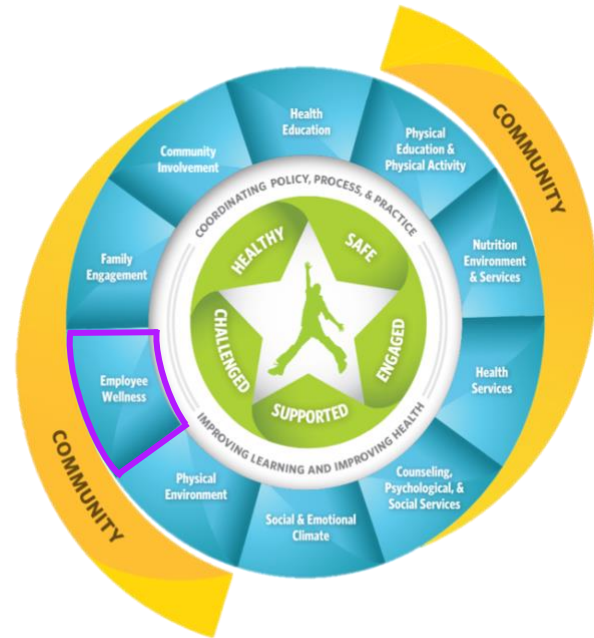 COMMUNITY
Health
Education
Physical
Education &
Physical Activity
Nutrition
Environment
& Services
Health
Services
Counseling,
Psychological, &
Social Services
Social & Emotional
Climate
Physical
Environment
Employee
Wellness
Family
Engagement
Community
Involvement
COORDINATING POLICY, PROCESS, & PRACTICE
IMPROVING LEARNING AND IMPROVING HEALTH
HEALTHY
SAFE
ENGAGED
SUPPORTED
CHALLENGED
COMMUNITY